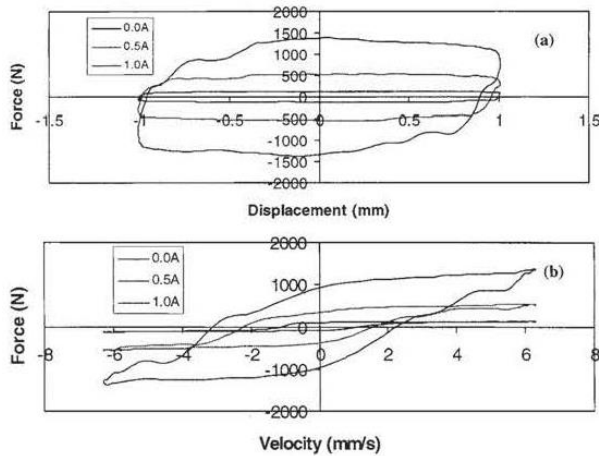 2000
1500
1000
500
0
-500
-1000
-1500
-2000
-1.5
-1
-0.5
0
0.5
1
1.5
0.0A
0.5A
1.0A
(a)
Force (N)
Displacement (mm)
2000
1000
0
-1000
-2000
-8
-6
-4
-2
0
2
4
6
8
0.0A
0.5A
1.0A
(b)
Force (N)
Velocity (mm/s)